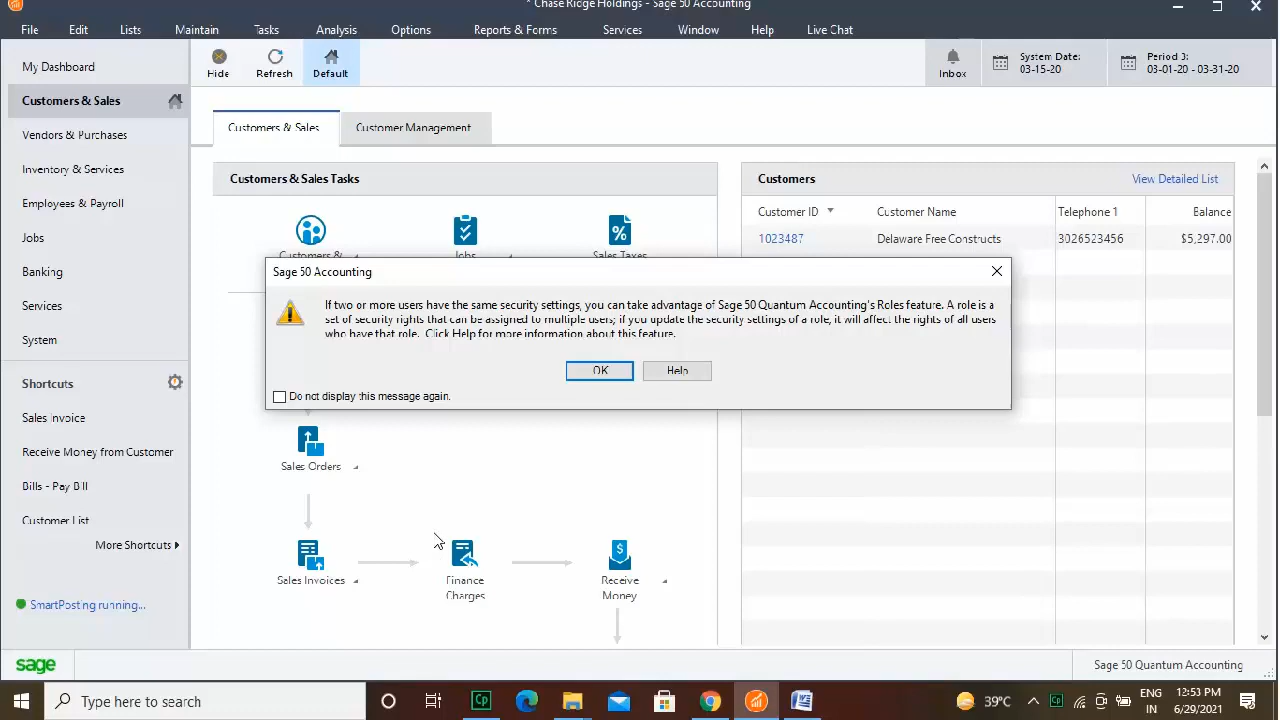 * Chase Ridge Holdings - Sage 50 Accounting
File Edit Lists Maintain Tasks Analysis Options Reports & Forms Services Window Help Live Chat
My Dashboard
Customers & Sales
Vendors & Purchases
Inventory & Services
Employees & Payroll
Jobs
Banking
Services
System
Shortcuts
Sales Invoice
Receive Money from Customer
Bills - Pay Bill
Customer List
More Shortcuts
SmartPosting running...
sage
Hide Refresh Default
Inbox
System Date:
03-15-20
Period 3:
03-01-20 - 03-31-20
Customers & Sales Customer Management
Customers & Sales Tasks
Customers &
Jobs
Sales Taxes
Customers View Detailed List
Customer ID Customer Name Telephone 1 Balance
1023487 Delaware Free Constructs 3026523456 $5,297.00
Sage 50 Accounting
If two or more users have the same security settings, you can take advantage of Sage 50 Quantum Accounting's Roles feature. A role is a
set of security rights that can be assigned to multiple users; if you update the security settings of a role, it will affect the rights of all users
who have that role. Click Help for more information about this feature.
OK Help
Do not display this message again.
Sales Orders
Sales Invoices
Finance
Charges
Receive
Money
Sage 50 Quantum Accounting
Type here to search
Cp
Cp
39°C
ENG
IN
12:53 PM
6/29/2021